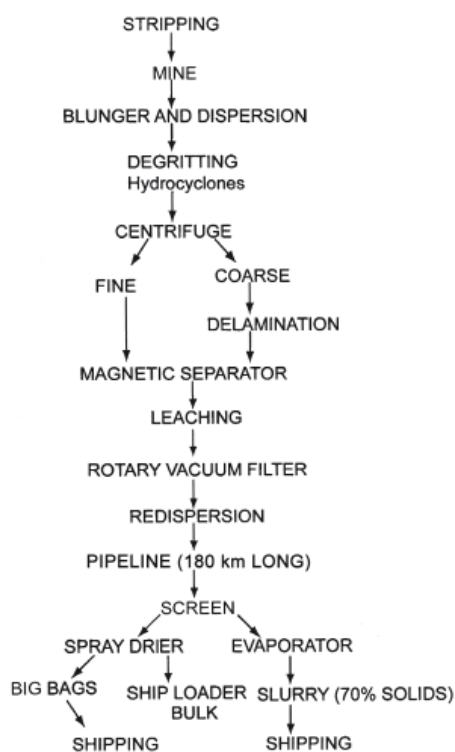 STRIPPING
MINE
BLUNGER AND DISPERSION
DEGRITTING
Hydrocyclones
CENTRIFUGE
FINE
COARSE
DELAMINATION
MAGNETIC SEPARATOR
LEACHING
ROTARY VACUUM FILTER
REDISPERSION
PIPELINE (180 km LONG)
SCREEN
SPRAY DRIER
EVAPORATOR
BIG BAGS
SHIP LOADER
BULK
SLURRY (70% SOLIDS)
SHIPPING
SHIPPING